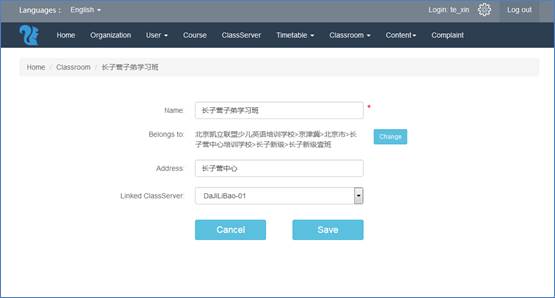 Languages : English Login: te_xin Log out
Home Organization User Course ClassServer Timetable Classroom Content Complaint
Home / Classroom / 长子营子弟学习班
Name: 长子营子弟学习班 *
Belongs to: 北京凯立联盟少儿英语培训学校>京津冀>北京市>长 Change
子营中心培训学校>长子新级>长子新级壹班
Address: 长子营中心
Linked ClassServer: DaJiLiBao-01
Cancel Save